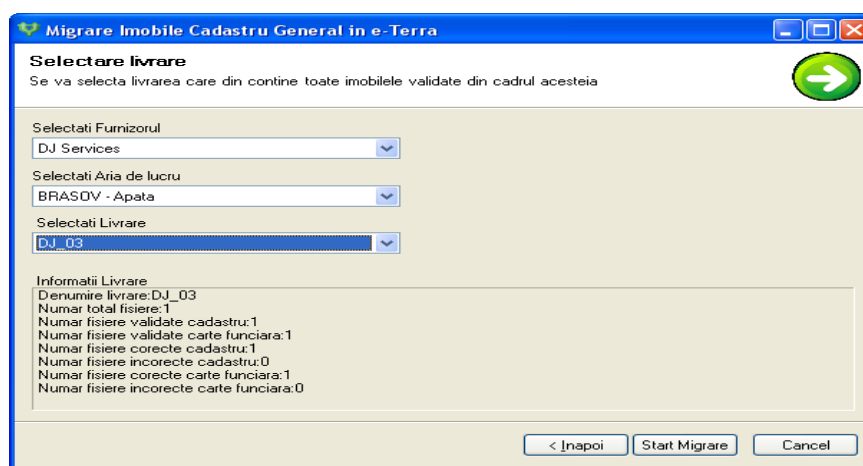 Migrare Imobile Cadastru General in e-Terra
Selectare livrare
Se va selecta livrarea care din contine toate imobilele validate din cadrul acesteia
Selectati Furnizorul
DJ Services
Selectati Aria de lucru
BRASOV - Apata
Selectati Livrare
DJ_03
Informatii Livrare
Denumire livrare:DJ_03
Numar total fisiere:1
Numar fisiere validate cadastru:1
Numar fisiere validate carte funciara:1
Numar fisiere corecte cadastru:1
Numar fisiere incorecte cadastru:0
Numar fisiere corecte carte funciara:1
Numar fisiere incorecte carte funciara:0
< Inapoi Start Migrare Cancel